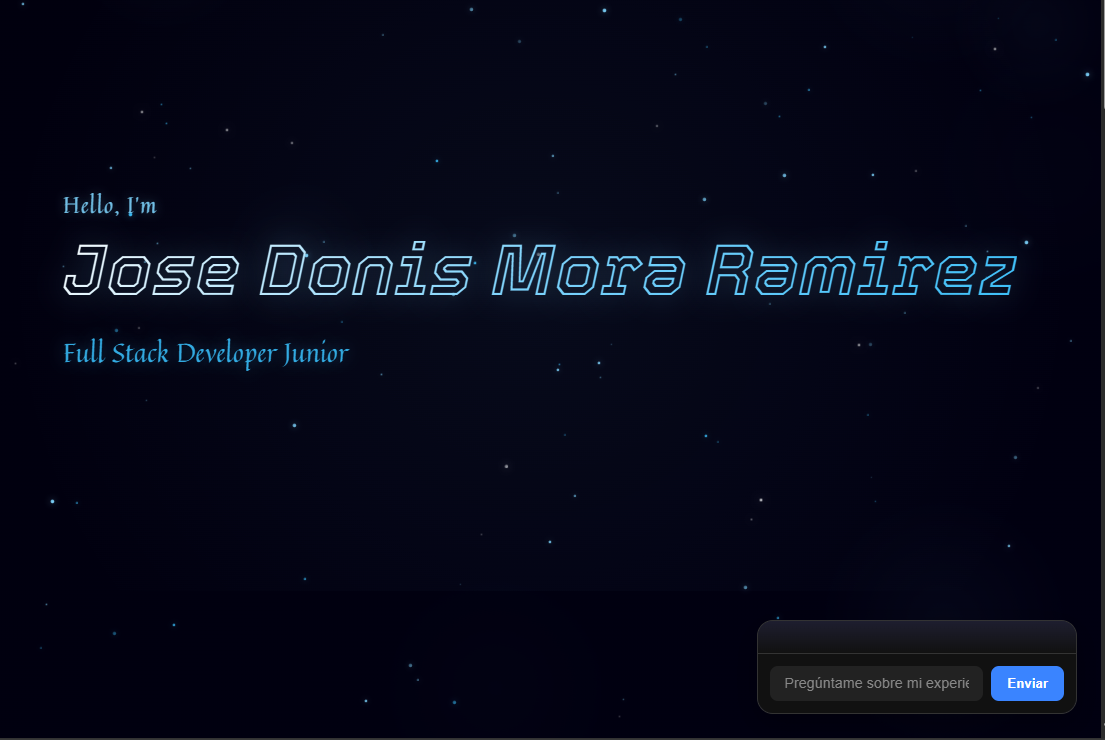 Hello, I'm
Jose Donis Mora Ramirez
Full Stack Developer Junior
Pregúntame sobre mi experie
Enviar